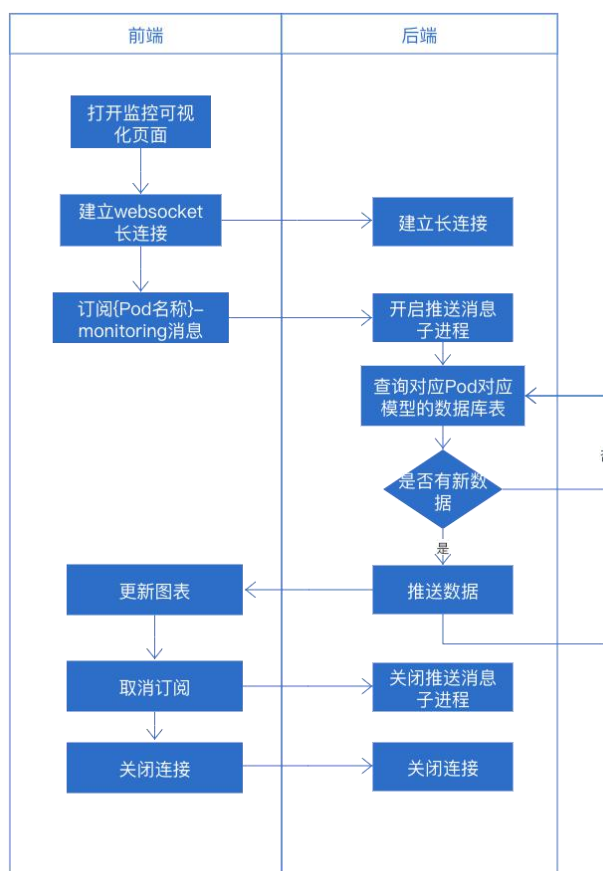 前端
后端
打开监控可视
化页面
建立websocket
长连接
建立长连接
订阅{Pod名称}-
monitoring消息
开启推送消息
子进程
查询对应Pod对应
模型的数据库表
是否有新数
据
是
更新图表
推送数据
取消订阅
关闭推送消息
子进程
关闭连接
关闭连接